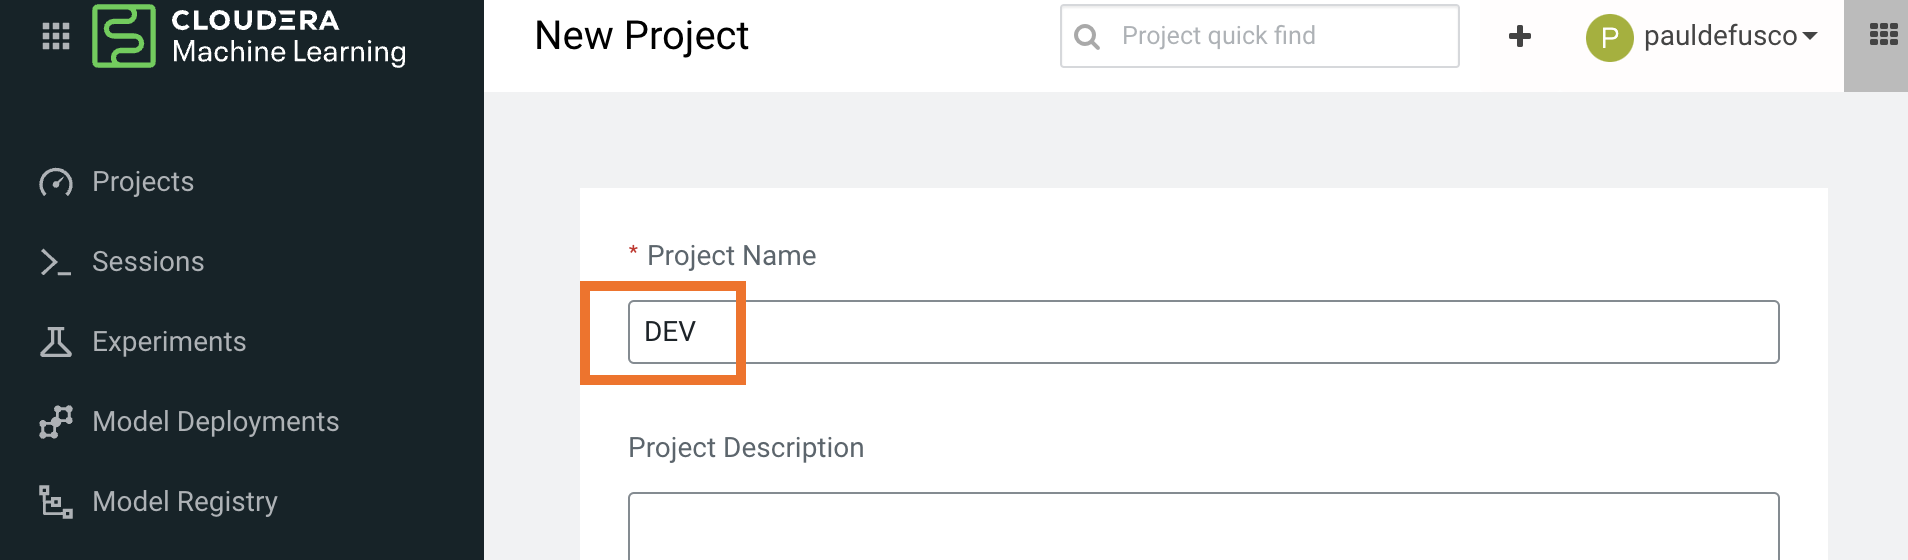 CLOUDERA
Machine Learning
New Project
Project quick find
+
P
pauldefusco
Projects
Sessions
Experiments
Model Deployments
Model Registry
* Project Name
DEV
Project Description